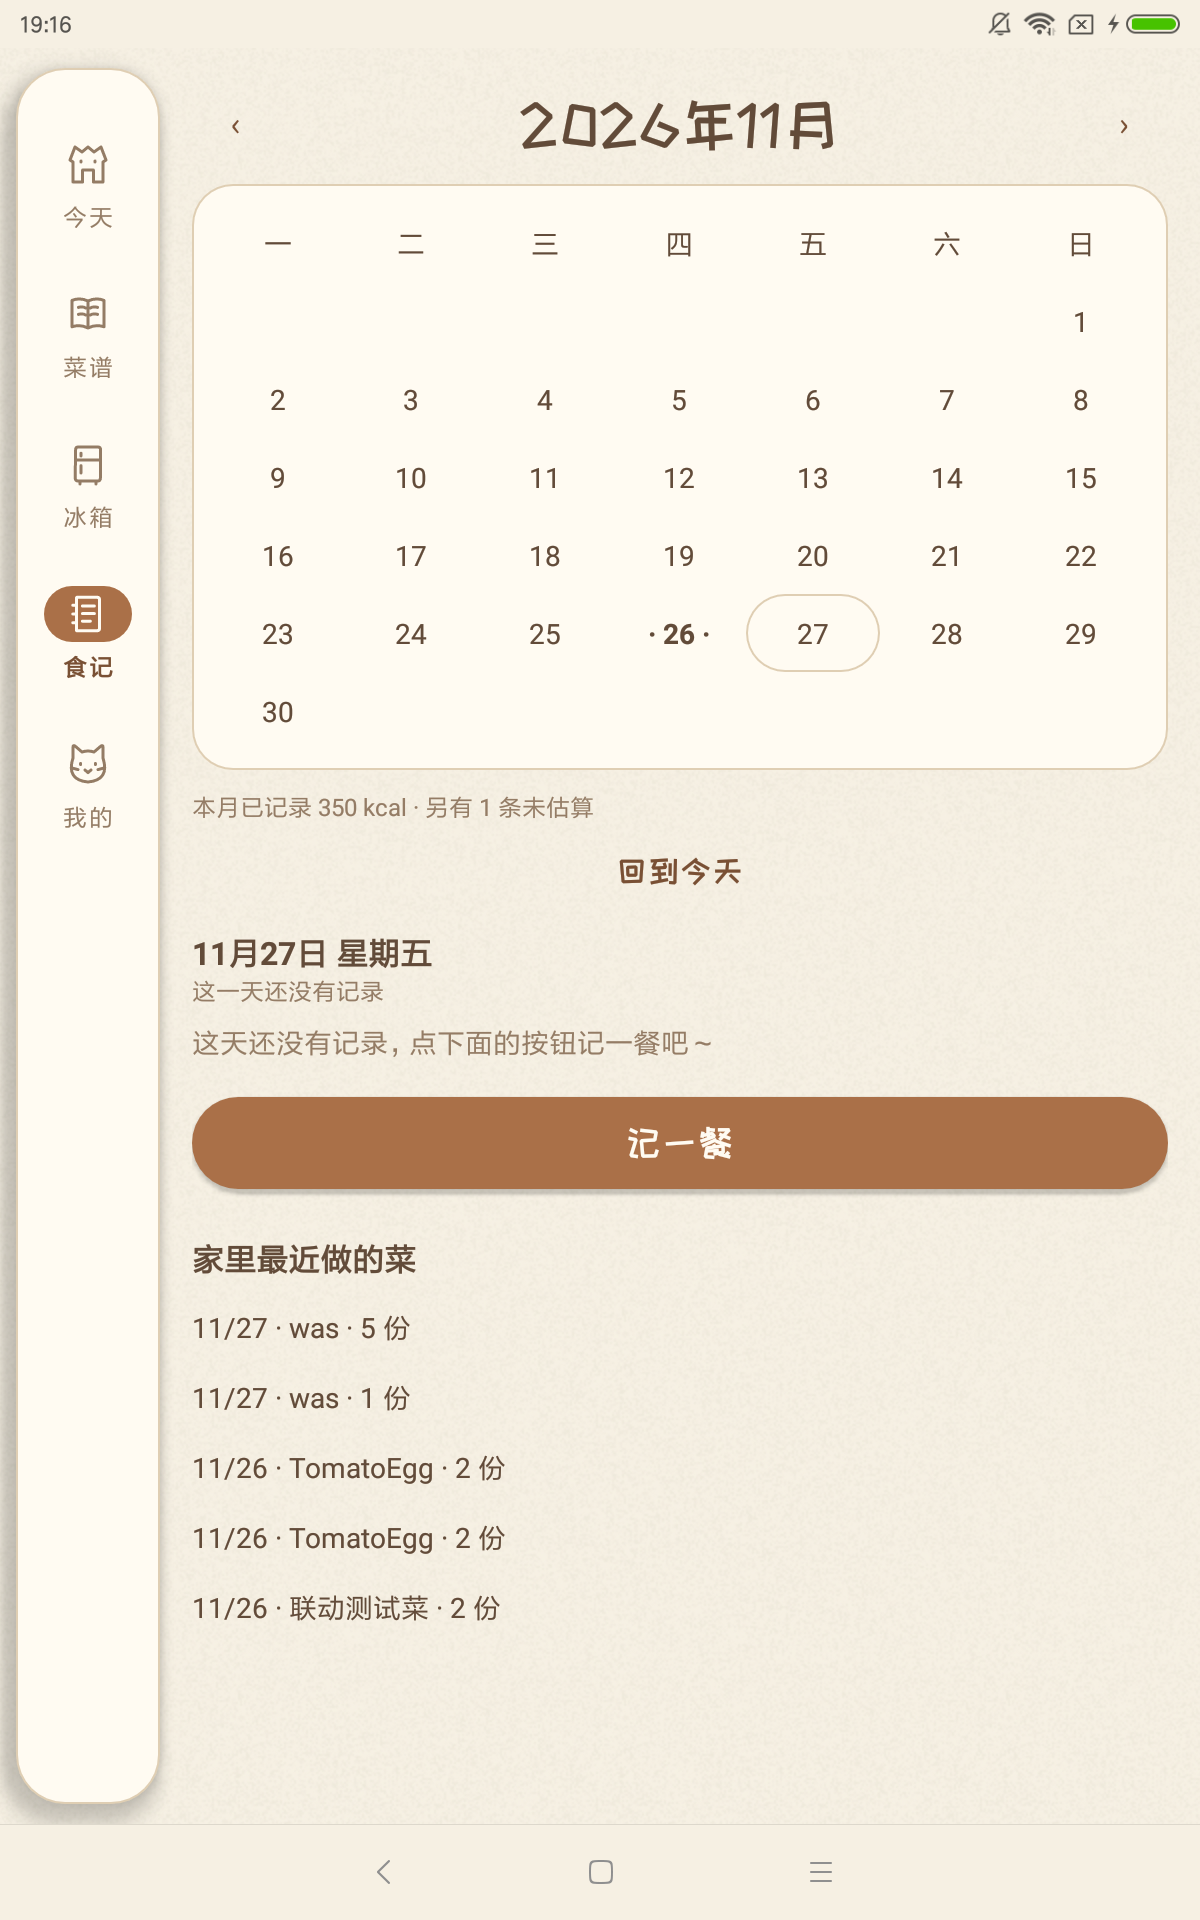 19:16
今天
菜谱
冰箱
食记
我的
‹ 2026年11月 ›
一 二 三 四 五 六 日
1
2 3 4 5 6 7 8
9 10 11 12 13 14 15
16 17 18 19 20 21 22
23 24 25 · 26 · 27 28 29
30
本月已记录 350 kcal · 另有 1 条未估算
回到今天
11月27日 星期五
这一天还没有记录
这天还没有记录，点下面的按钮记一餐吧 ~
记一餐
家里最近做的菜
11/27 · was · 5 份
11/27 · was · 1 份
11/26 · TomatoEgg · 2 份
11/26 · TomatoEgg · 2 份
11/26 · 联动测试菜 · 2 份